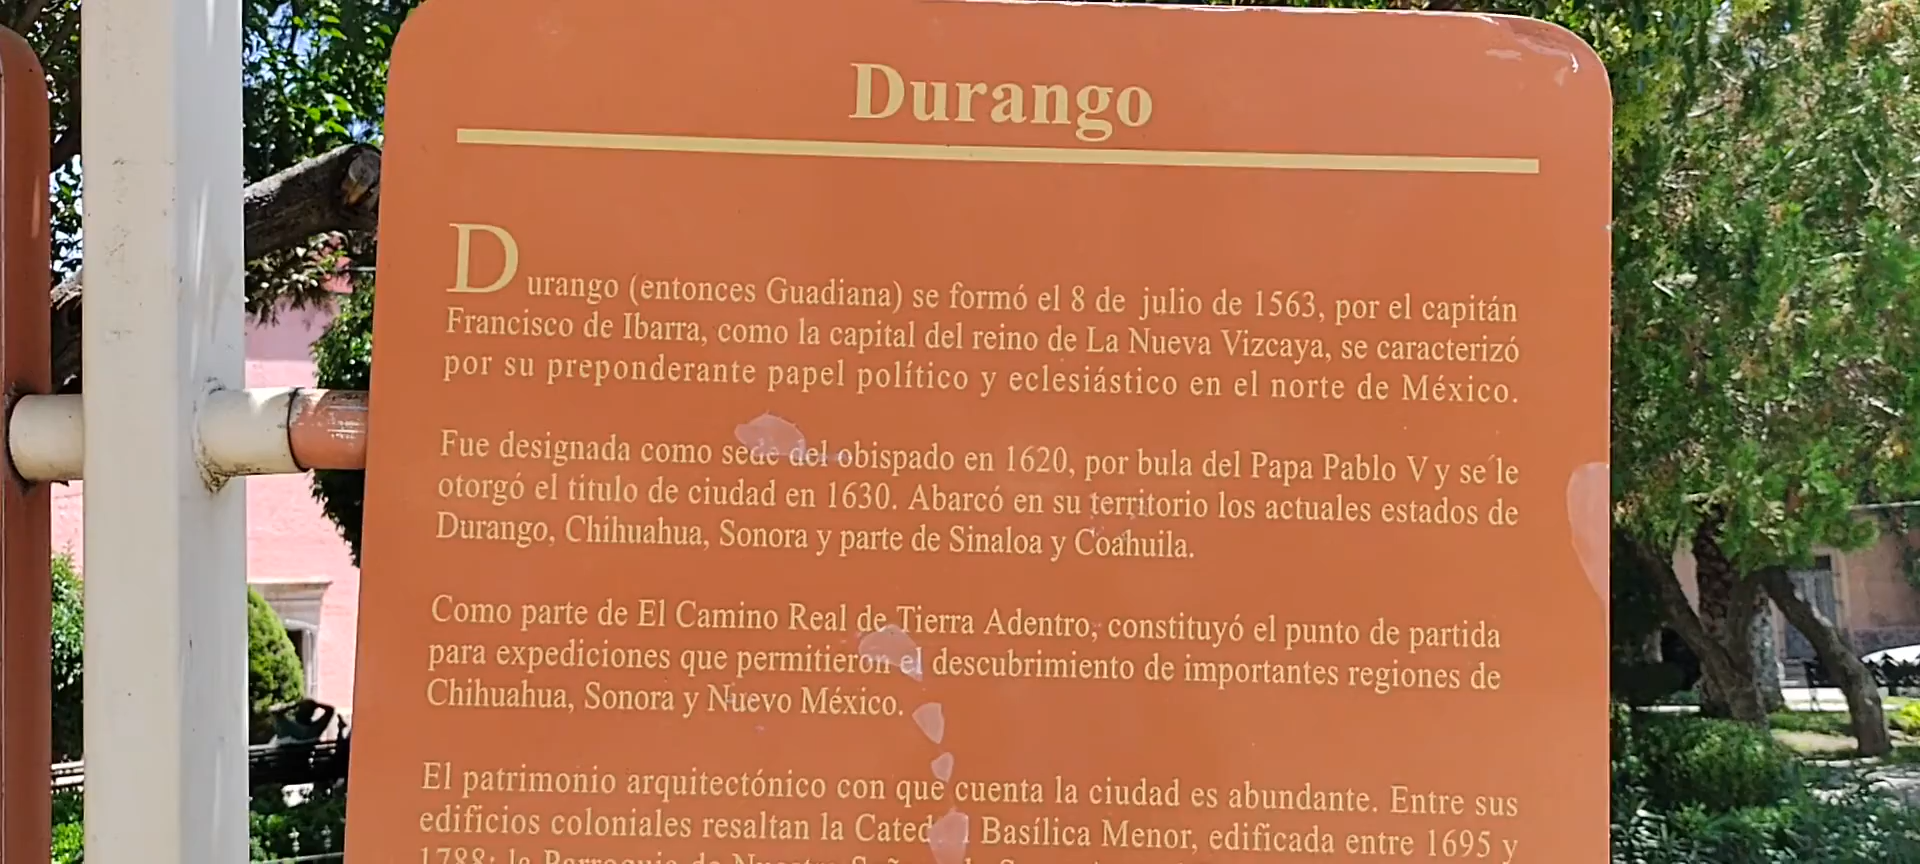 Durango
Durango (entonces Guadiana) se formó el 8 de julio de 1563, por el capitán
Francisco de Ibarra, como la capital del reino de La Nueva Vizcaya, se caracterizó
por su preponderante papel político y eclesiástico en el norte de México.
Fue designada como sede del obispado en 1620, por bula del Papa Pablo V y se´le
otorgó el titulo de ciudad en 1630. Abarcó en su territorio los actuales estados de
Durango, Chihuahua, Sonora y parte de Sinaloa y Coahuila.
Como parte de El Camino Real de Tierra Adentro, constituyó el punto de partida
para expediciones que permitieron el descubrimiento de importantes regiones de
Chihuahua, Sonora y Nuevo México.
El patrimonio arquitectónico con que cuenta la ciudad es abundante. Entre sus
edificios coloniales resaltan la Basílica Menor, edificada entre 1695 y
1788; la Parroquia de Nuestra